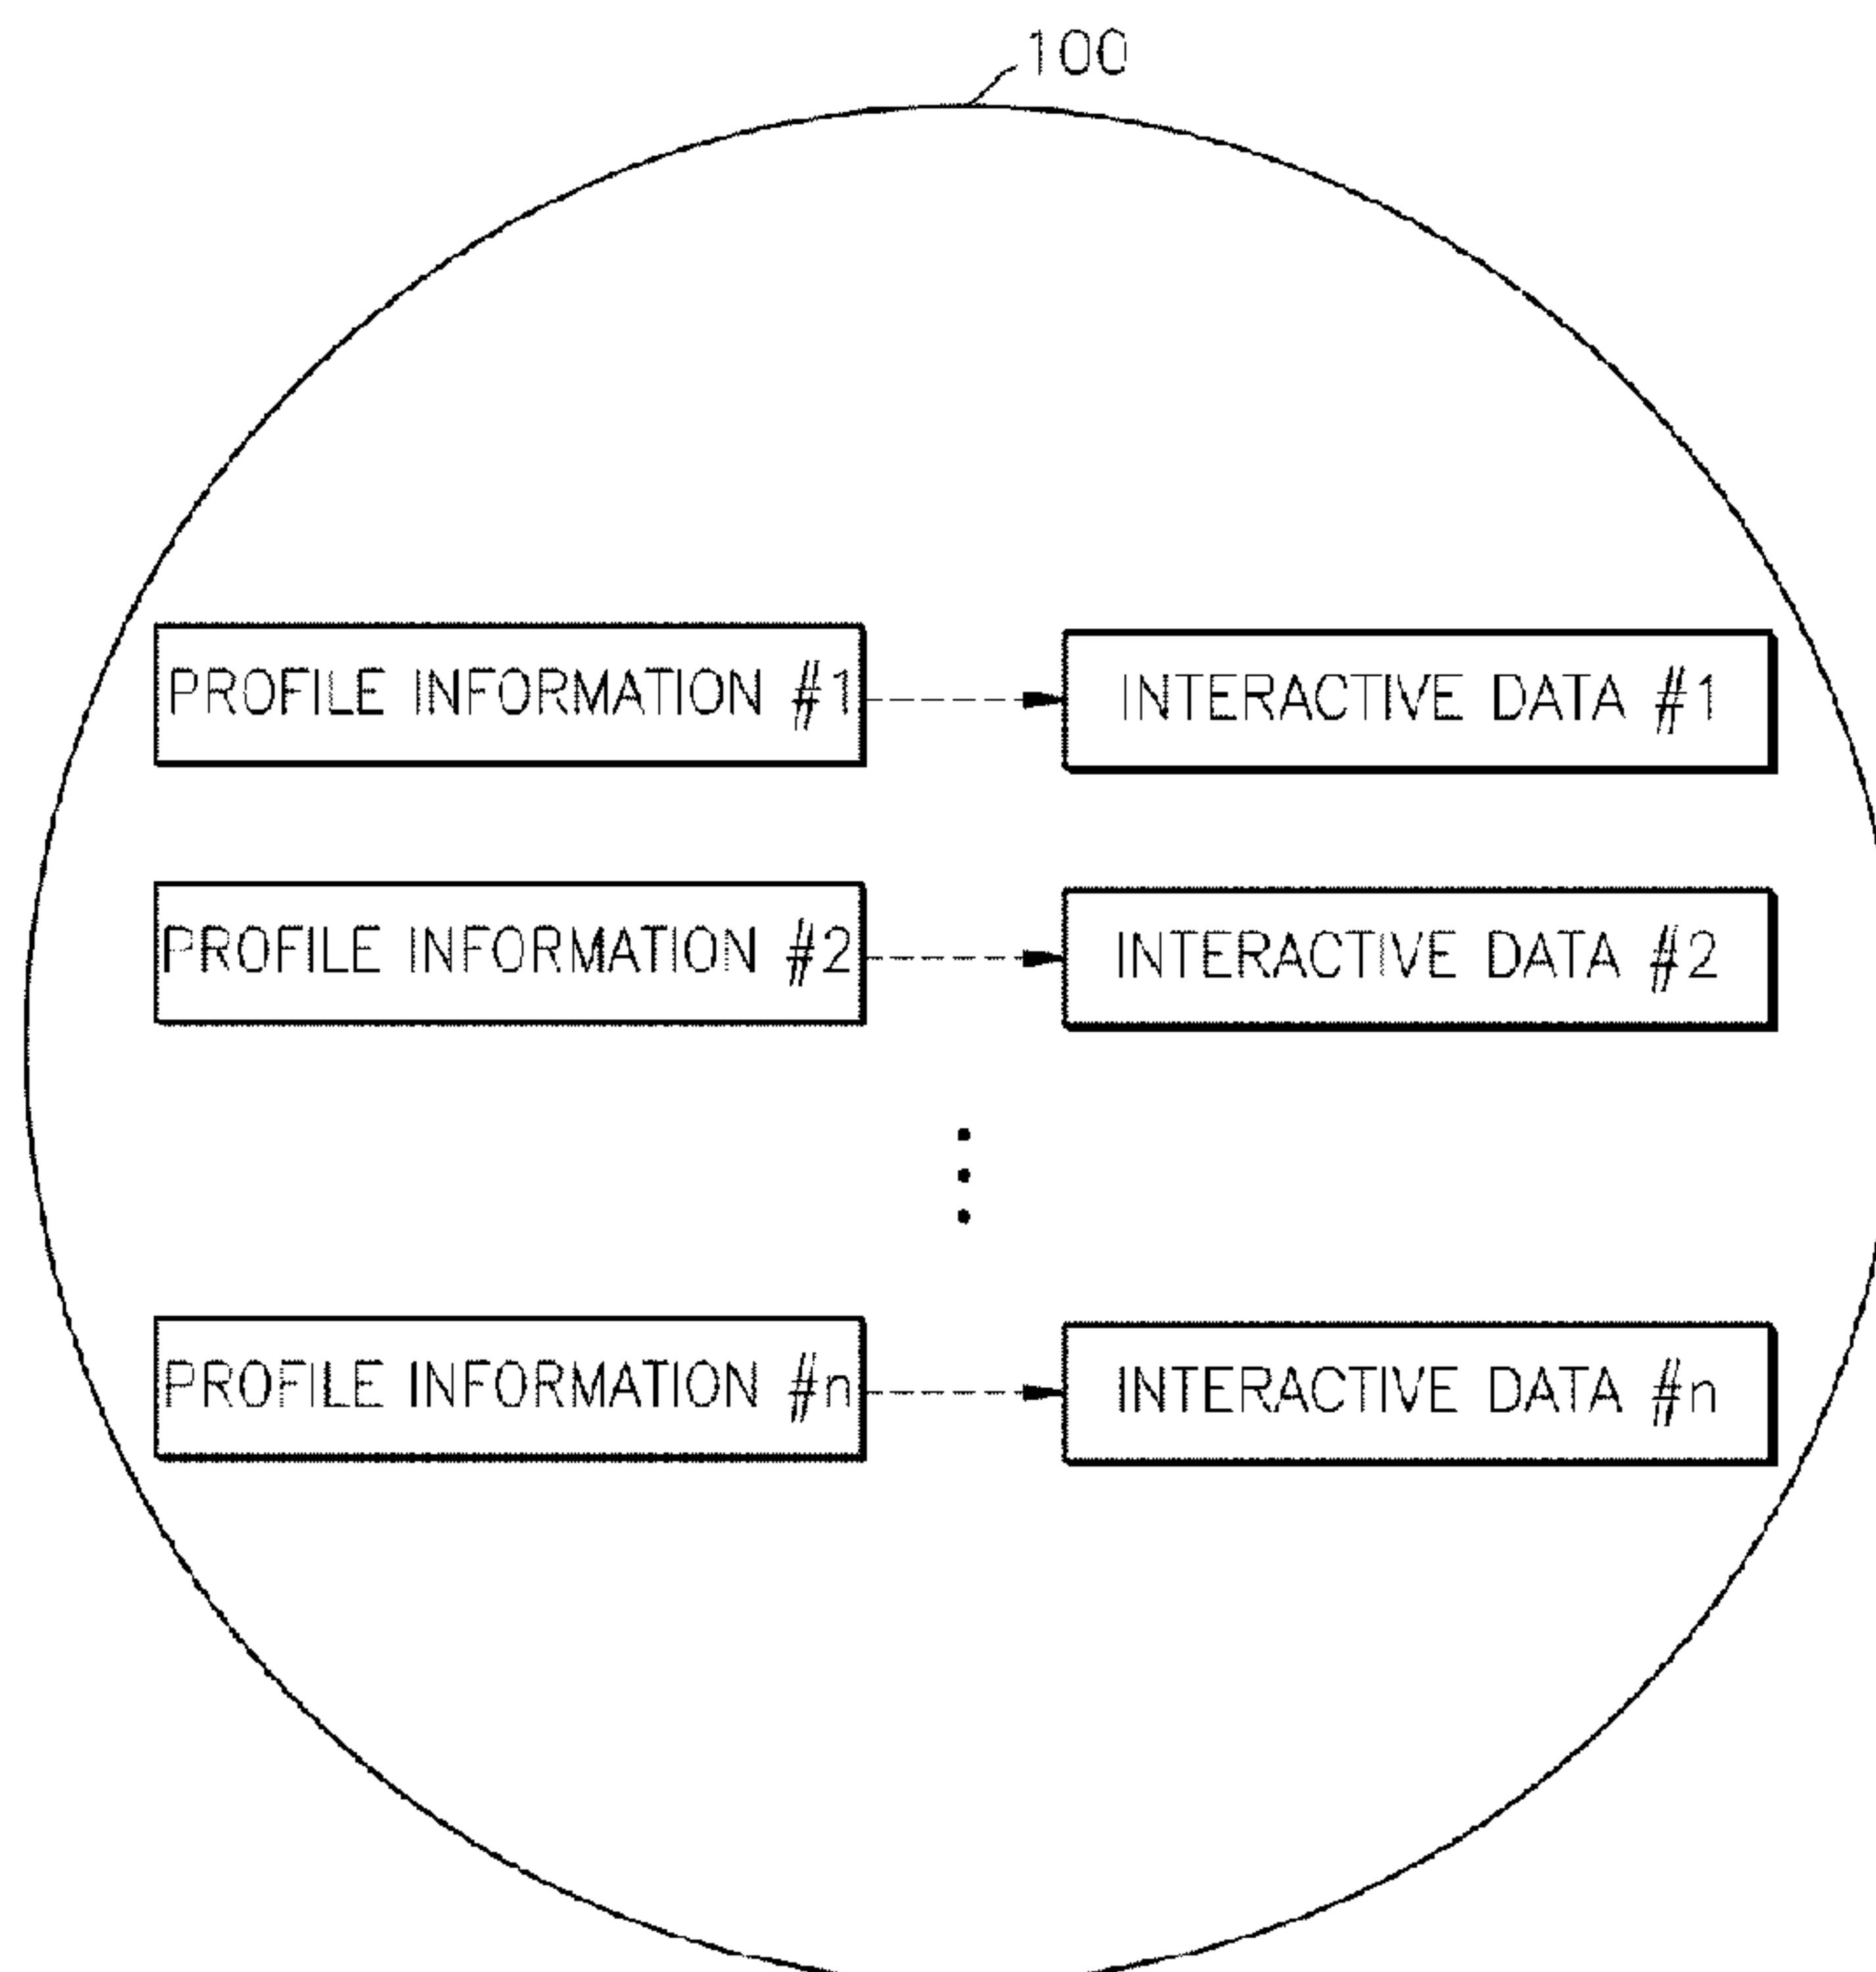 100
PROFILE INFORMATION #1
INTERACTIVE DATA #1
PROFILE INFORMATION #2
INTERACTIVE DATA #2
PROFILE INFORMATION #n
INTERACTIVE DATA #n